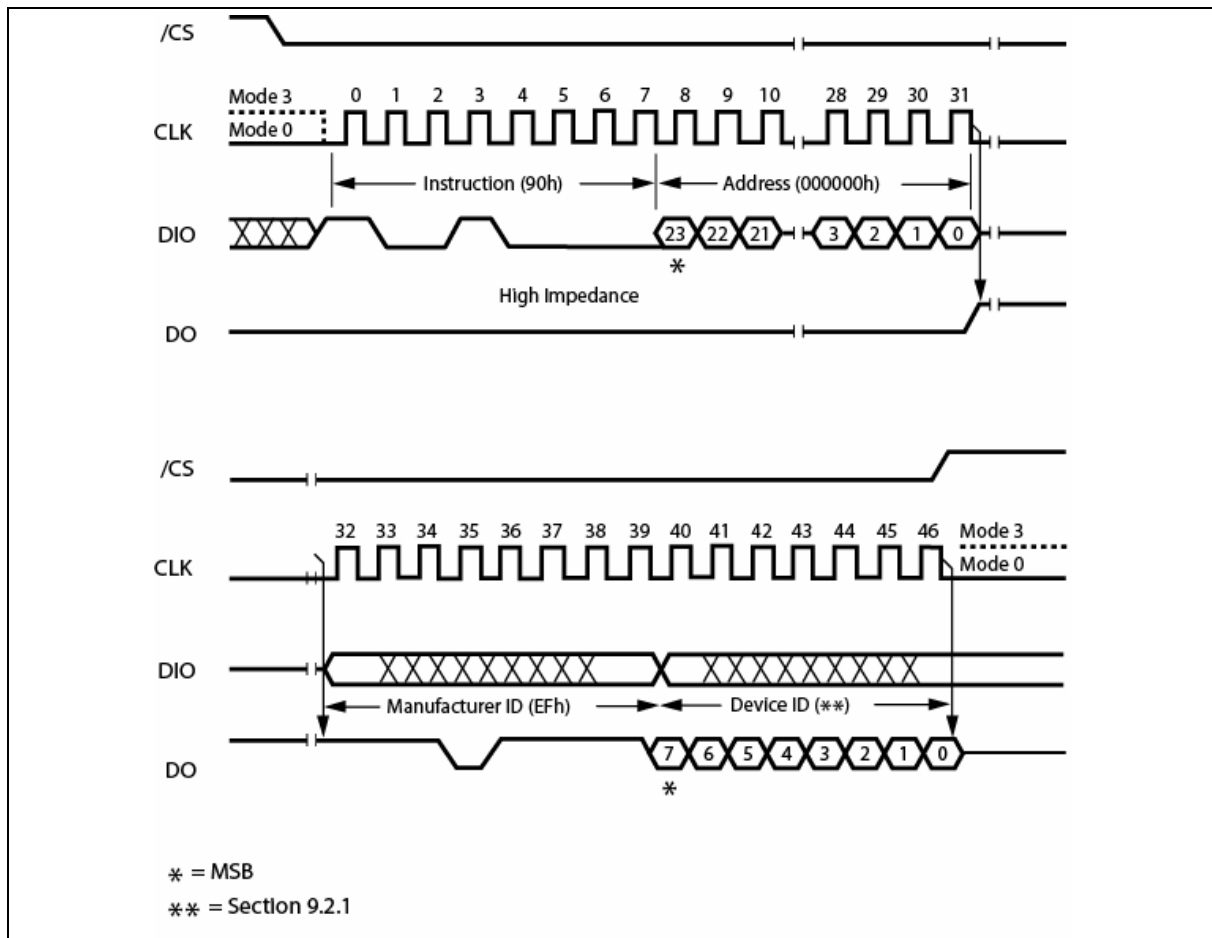 /CS
Mode 3 0 1 2 3 4 5 6 7 8 9 10 28 29 30 31
CLK Mode 0
Instruction (90h) Address (000000h)
DIO 23 22 21 3 2 1 0
*
High Impedance
DO
/CS
32 33 34 35 36 37 38 39 40 41 42 43 44 45 46 Mode 3
CLK Mode 0
DIO
Manufacturer ID (EFh) Device ID (**)
DO 7 6 5 4 3 2 1 0
*
* = MSB
** = Section 9.2.1